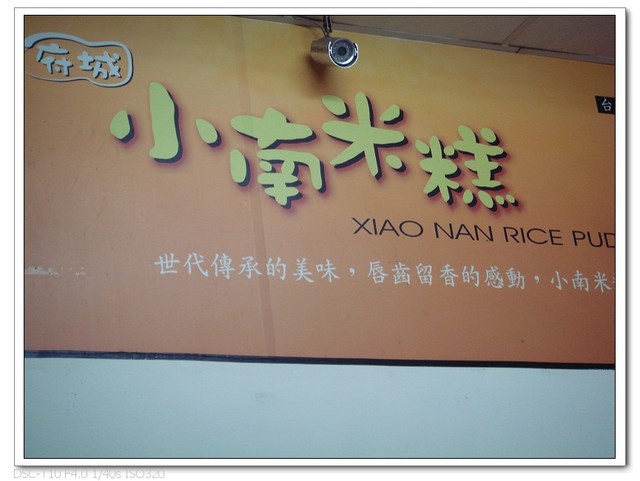 府城
台
小南米糕
XIAO NAN RICE PUD
世代傳承的美味，唇齒留香的感動，小南米
DSC-T10 F4.0 1/40s ISO320